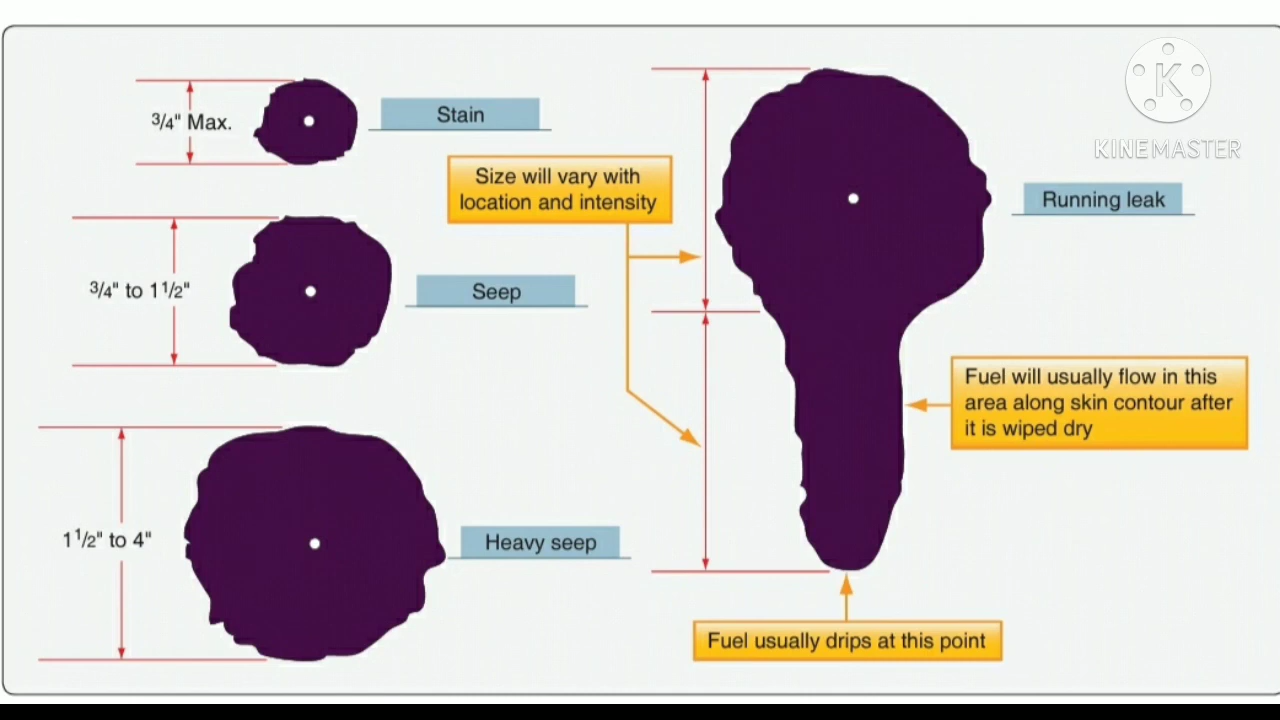 3/4" Max.
Stain
3/4" to 1 1/2"
Seep
1 1/2" to 4"
Heavy seep
Size will vary with
location and intensity
Running leak
Fuel will usually flow in this
area along skin contour after
it is wiped dry
Fuel usually drips at this point
K
KINEMASTER